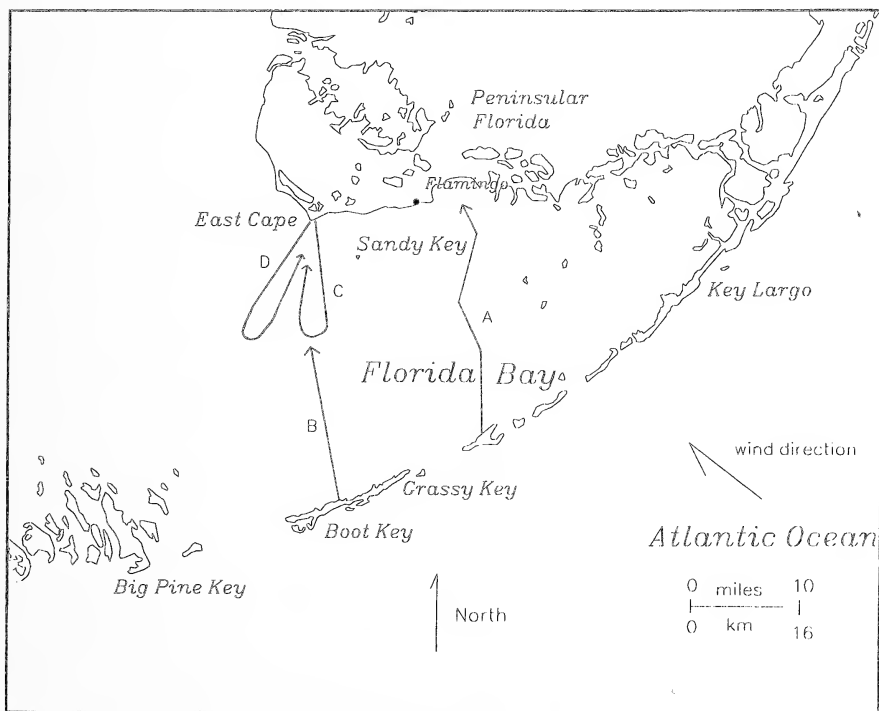 Peninsular
Florida
Flamingo
East Cape
Sandy Key
D
C
Key Largo
A
Florida Bay
B
wind direction
Grassy Key
Boot Key
Atlantic Ocean
Big Pine Key
0 miles 10
North
0 km 16